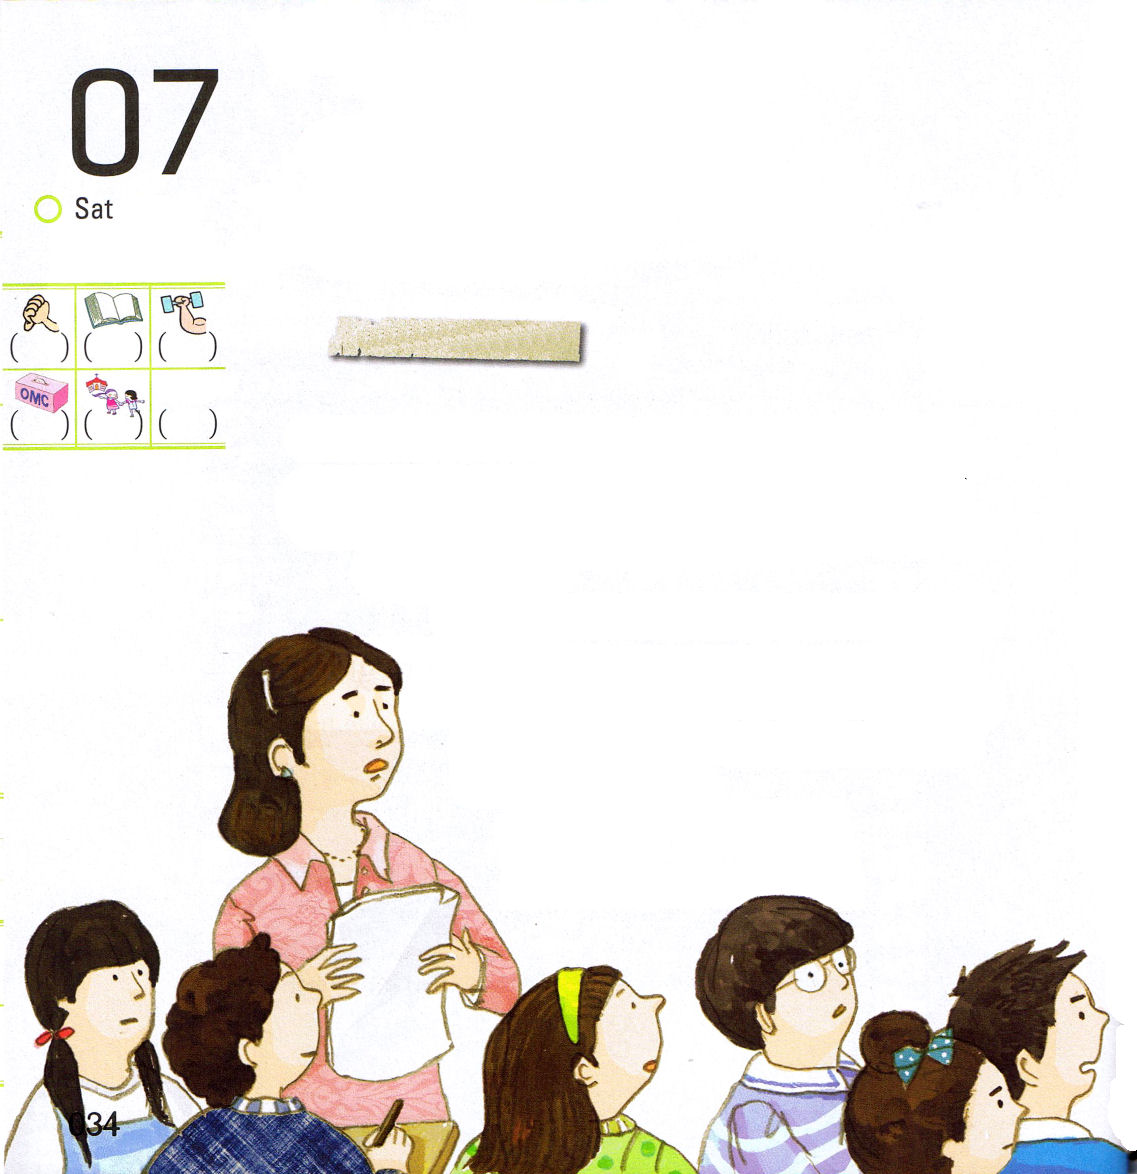 07
Sat
( ) ( ) ( )
OMC
( ) ( ) ( )
034